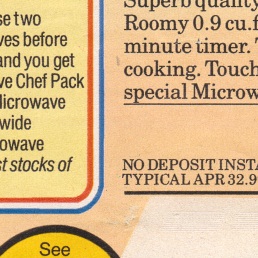 se two
ves before
and you get
ve Chef Pack
Microwave
wide
owave
st stocks of
Superb quality
Roomy 0.9 cu.f
minute timer. T
cooking. Touch
special Microw
NO DEPOSIT INSTA
TYPICAL APR 32.9
See